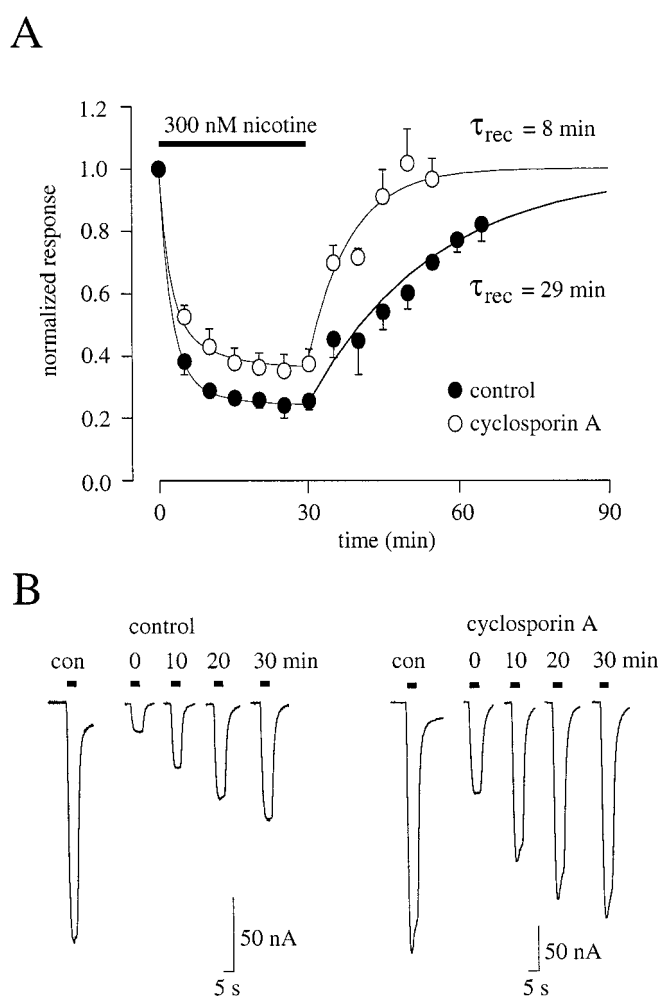 A
1.2
1.0
0.8
0.6
0.4
0.2
0.0
normalized response
300 nM nicotine
τrec = 8 min
τrec = 29 min
control
cyclosporin A
0 30 60 90
time (min)
B
control cyclosporin A
con 0 10 20 30 min con 0 10 20 30 min
50 nA 50 nA
5 s 5 s